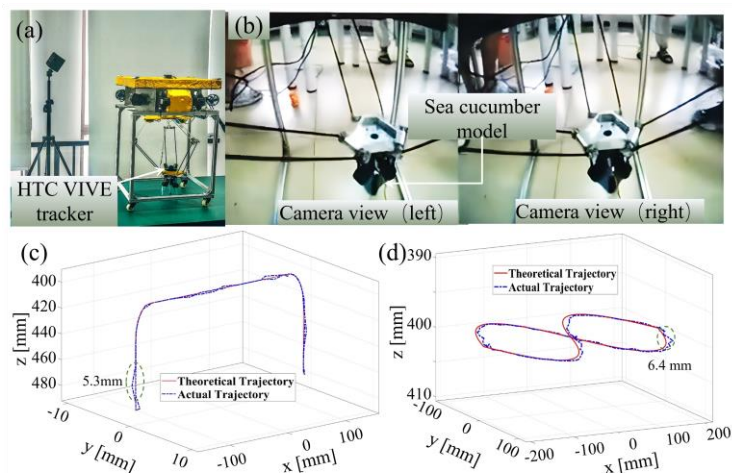 (a)
HTC VIVE
tracker
(b)
Sea cucumber
model
Camera view (left)
Camera view (right)
(c)
400
420
440
460
480
z [mm]
5.3mm
Theoretical Trajectory
Actual Trajectory
-10
0
10
y [mm]
-100
0
100
x [mm]
(d)
390
400
410
z [mm]
Theoretical Trajectory
Actual Trajectory
6.4 mm
-100
0
100
y [mm]
-200
-100
0
100
200
x [mm]